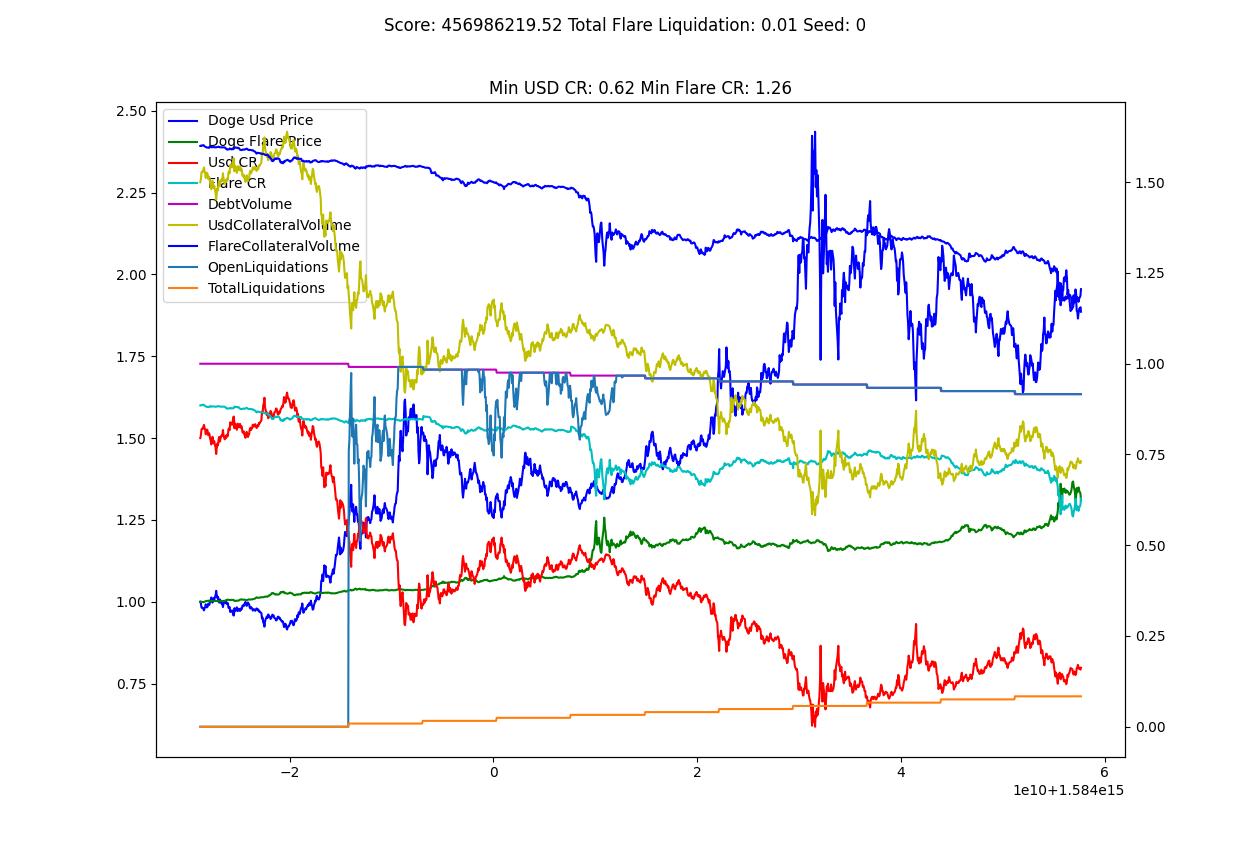 Score: 456986219.52 Total Flare Liquidation: 0.01 Seed: 0
Min USD CR: 0.62 Min Flare CR: 1.26
Doge Usd Price
Doge Flare Price
Usd CR
Flare CR
DebtVolume
UsdCollateralVolume
FlareCollateralVolume
OpenLiquidations
TotalLiquidations
2.50
2.25
2.00
1.75
1.50
1.25
1.00
0.75
1.50
1.25
1.00
0.75
0.50
0.25
0.00
−2 0 2 4 6
1e10+1.584e15